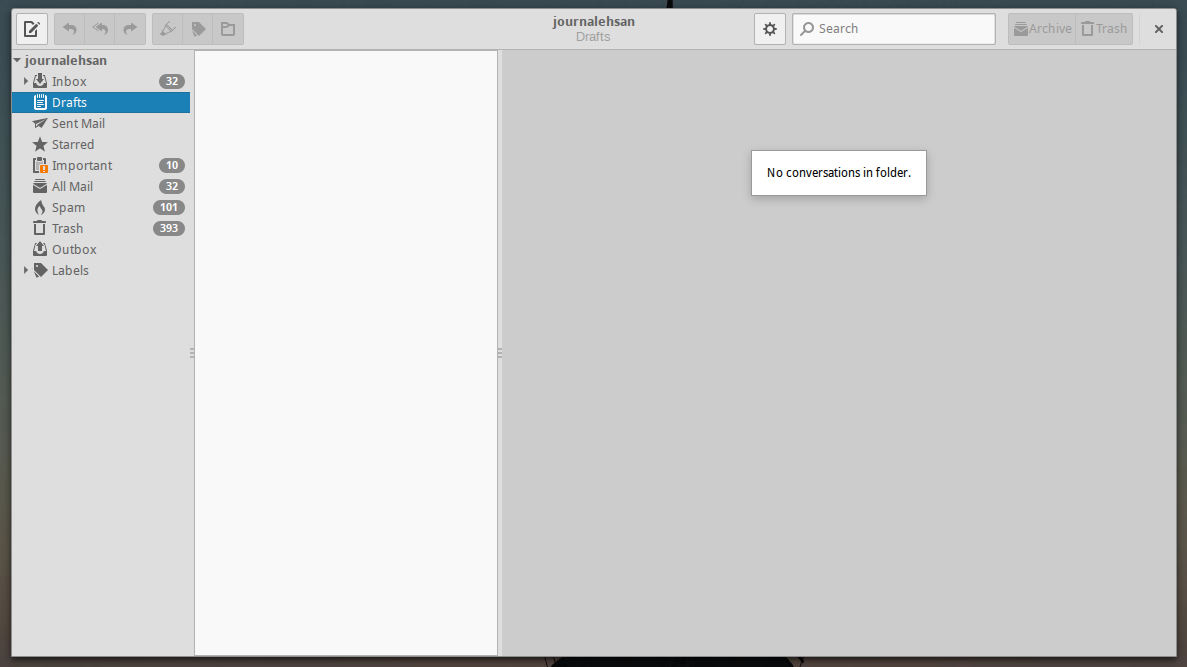 journalehsan
Drafts
Search
Archive
Trash
journalehsan
Inbox 32
Drafts
Sent Mail
Starred
Important 10
All Mail 32
Spam 101
Trash 393
Outbox
Labels
No conversations in folder.